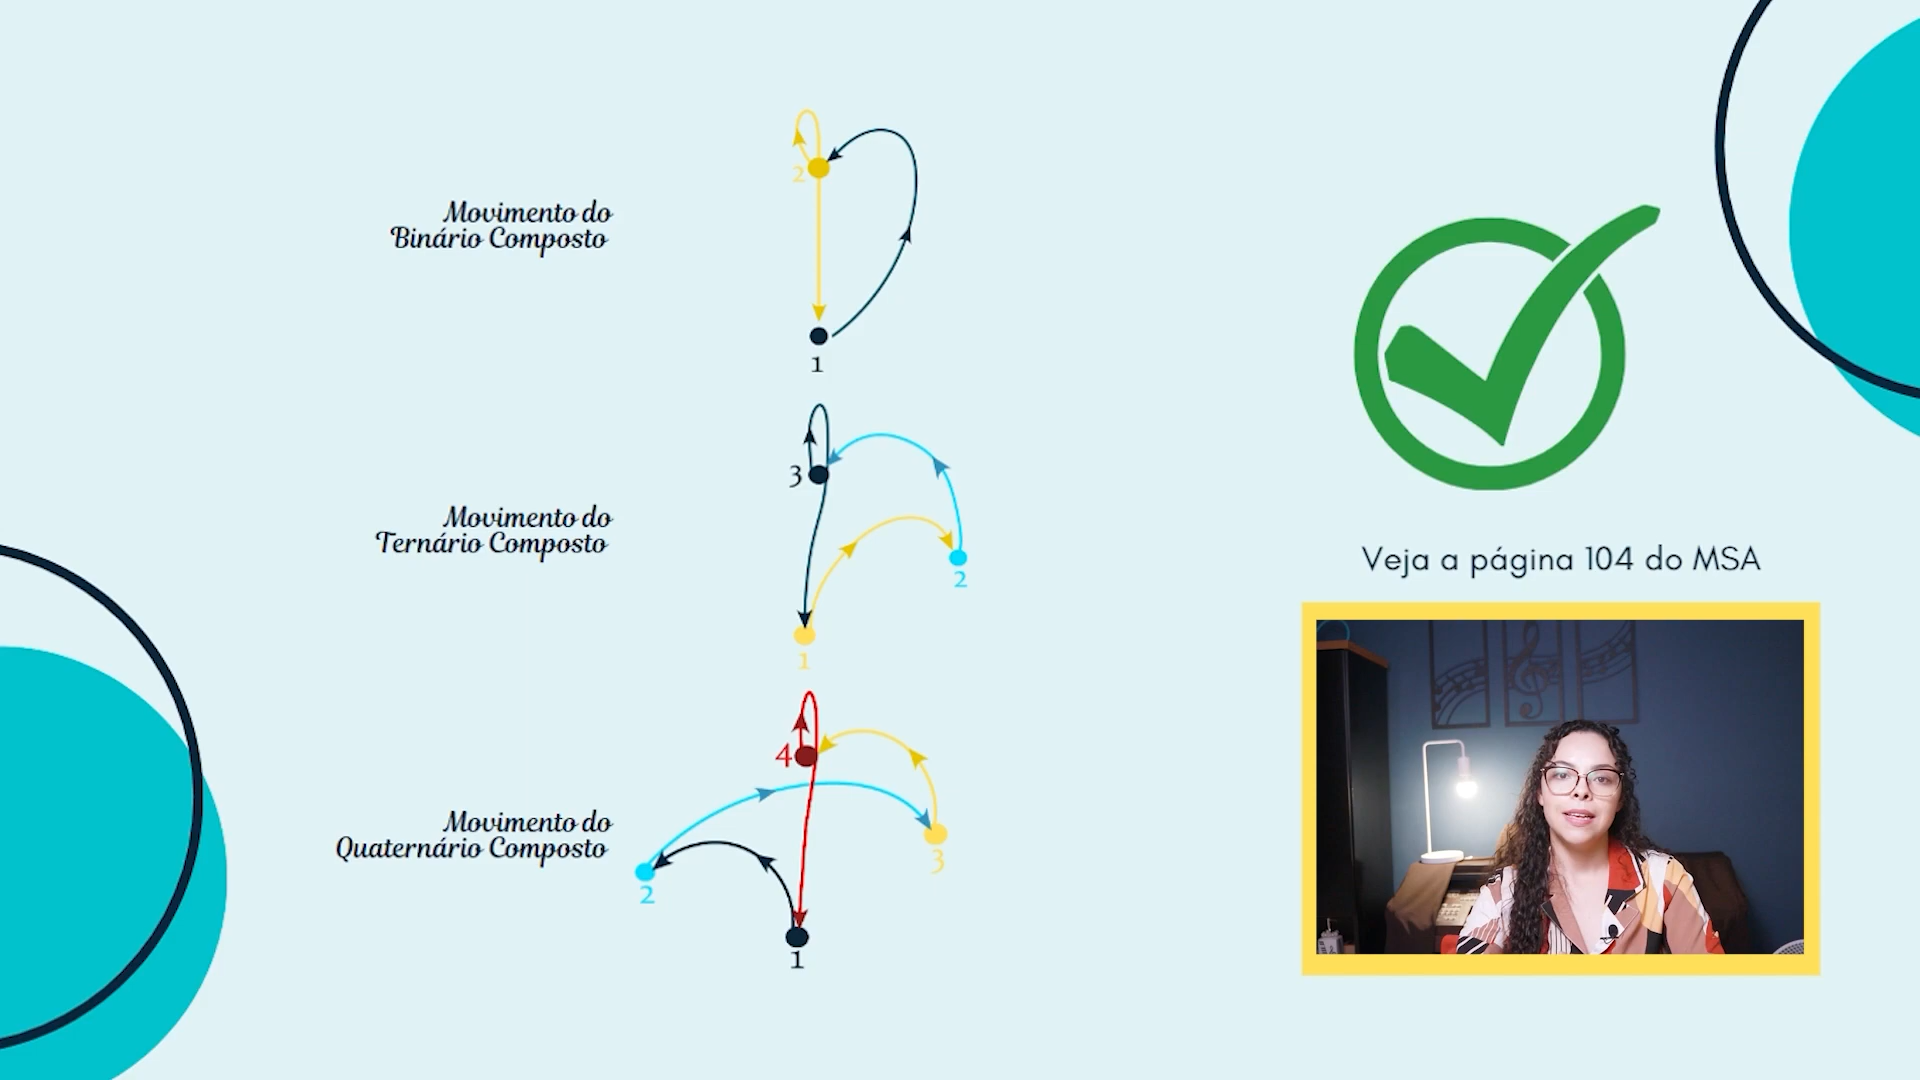 2
Movimento do
Binário Composto
1
3
Movimento do
Ternário Composto
2
1
Veja a página 104 do MSA
4
Movimento do
Quaternário Composto
3
2
1